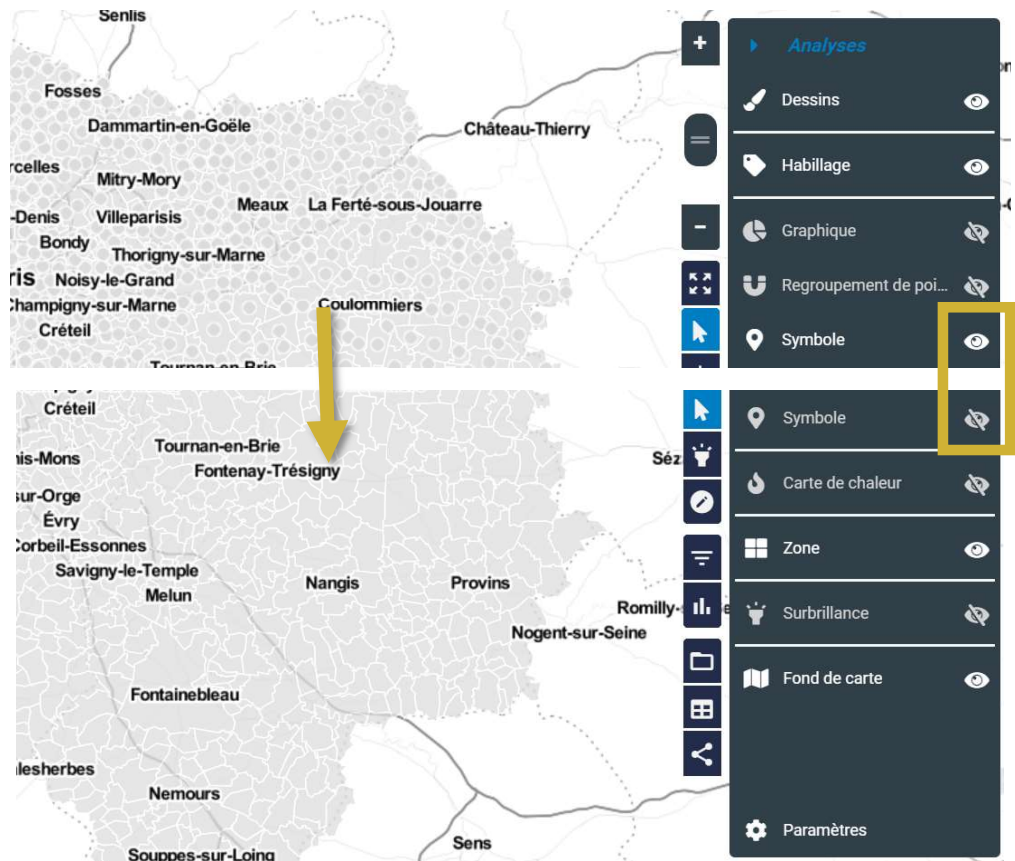 Senlis
Analyses
Fosses
Dessins
Dammartin-en-Goële
Château-Thierry
rcelles
Habillage
Mitry-Mory
Meaux La Ferté-sous-Jouarre
-Denis Villeparisis
Graphique
Bondy
Thorigny-sur-Marne
ris Noisy-le-Grand
Regroupement de poi...
Champigny-sur-Marne
Coulommiers
Créteil
Symbole
Tournan-en-Brie
Créteil
Symbole
Tournan-en-Brie
nis-Mons
Séz
Fontenay-Trésigny
Carte de chaleur
sur-Orge
Évry
Corbeil-Essonnes
Zone
Savigny-le-Temple
Nangis
Provins
Melun
Romilly-s
Surbrillance
Nogent-sur-Seine
Fontainebleau
Fond de carte
lesherbes
Nemours
Paramètres
Sens
Souppes-sur-Loing